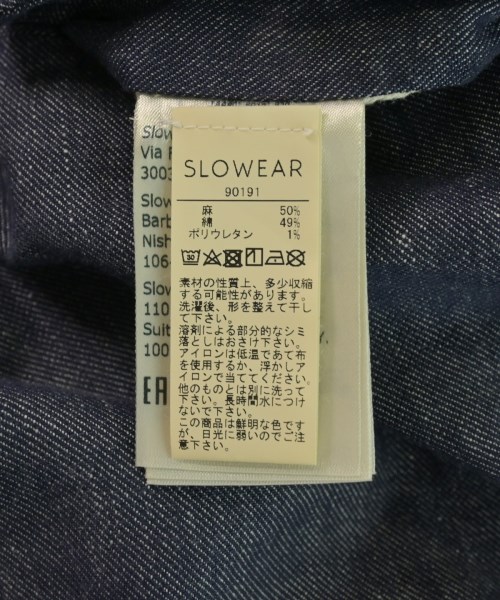 SLOWEAR
90191
麻 50%
綿 49%
ポリウレタン 1%
素材の性質上、多少収縮
する可能性があります。
洗濯後、形を整えて干し
て下さい。
溶剤による部分的なシミ
落としはおさけ下さい。
アイロンは低温であて布
を使用するか、浮かしア
イロンで当ててください。
他のものとは別に洗って
下さい。長時間水につけ
ないで下さい。
この商品は鮮明な色です
が、日光に弱いのでご注
意下さい。
Slow
Via
3003
Slow
Barb
Nish
106-
Slow
110
Suit
100
EA